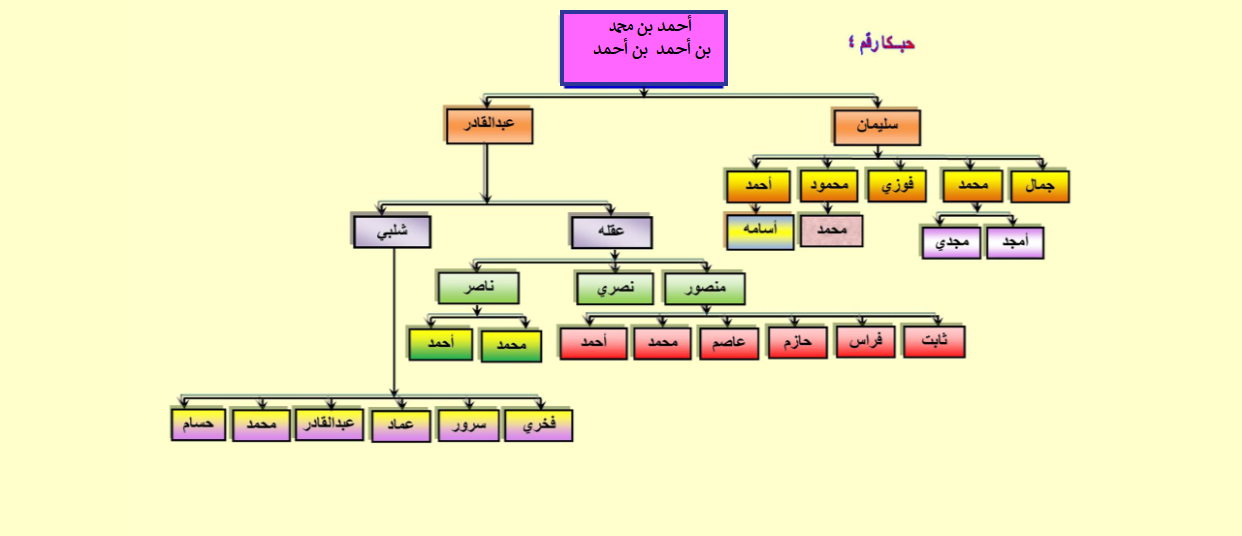 حبكا رقم ٤
أحمد بن محمد
بن أحمد بن أحمد
سليمان
عبدالقادر
جمال
محمد
فوزي
محمود
أحمد
أمجد
مجدي
محمد
أسامه
عقله
شلبي
منصور
نصري
ناصر
ثابت
فراس
حازم
عاصم
محمد
أحمد
محمد
أحمد
فخري
سرور
عماد
عبدالقادر
محمد
حسام